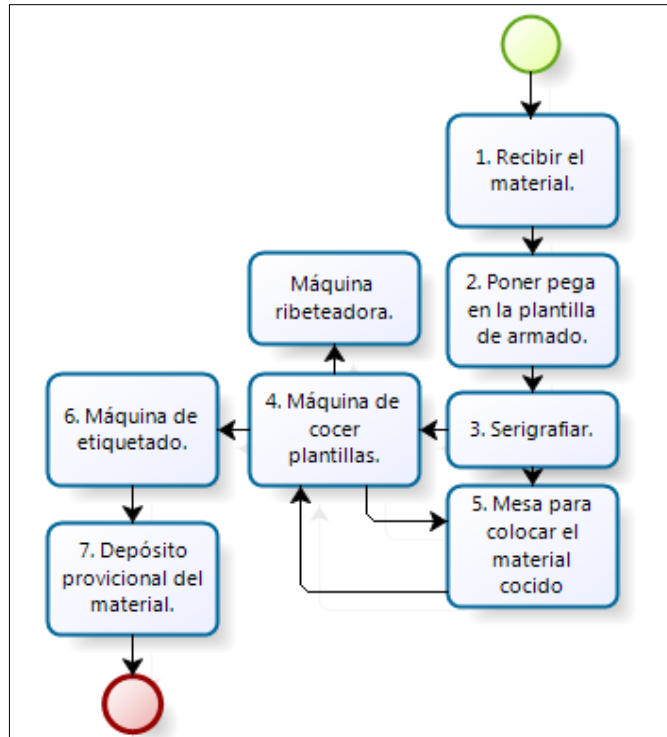 1. Recibir el
material.
2. Poner pega
en la plantilla
de armado.
Máquina
ribeteadora.
3. Serigrafiar.
4. Máquina de
cocer
plantillas.
6. Máquina de
etiquetado.
5. Mesa para
colocar el
material
cocido
7. Depósito
provicional del
material.